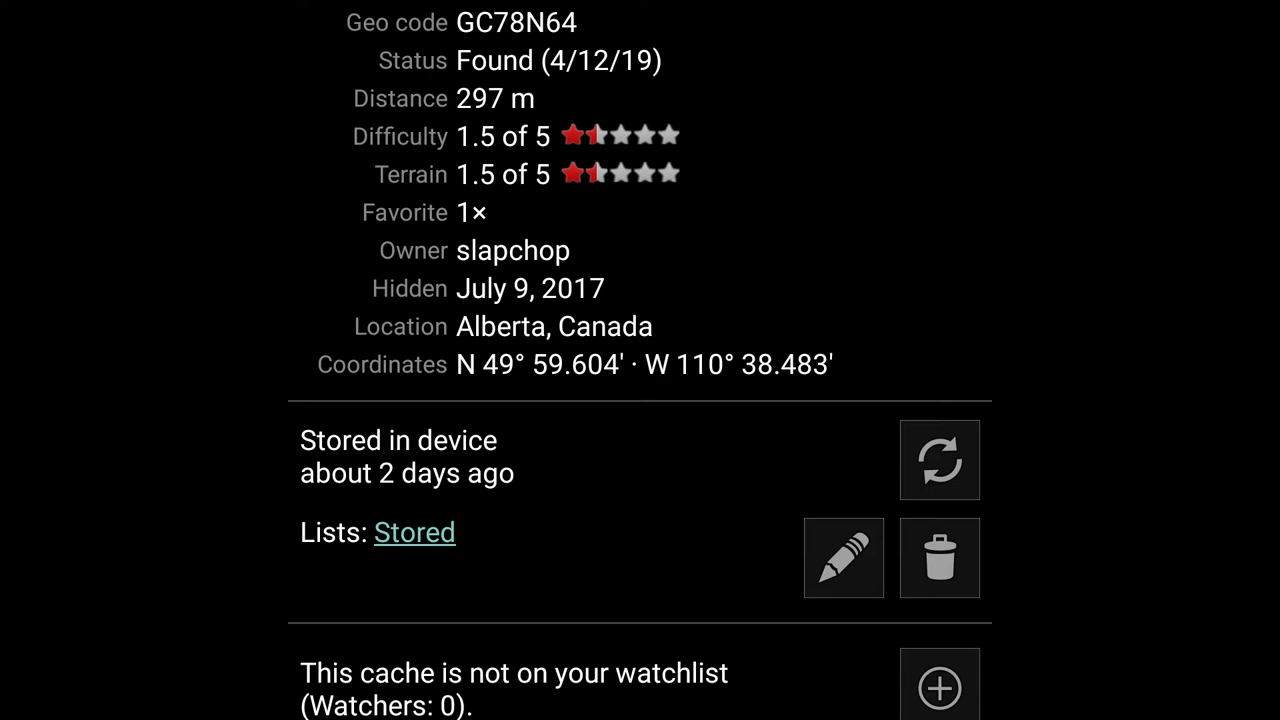 Geo code GC78N64
Status Found (4/12/19)
Distance 297 m
Difficulty 1.5 of 5
Terrain 1.5 of 5
Favorite 1×
Owner slapchop
Hidden July 9, 2017
Location Alberta, Canada
Coordinates N 49° 59.604' · W 110° 38.483'
Stored in device
about 2 days ago
Lists: Stored
This cache is not on your watchlist
(Watchers: 0).